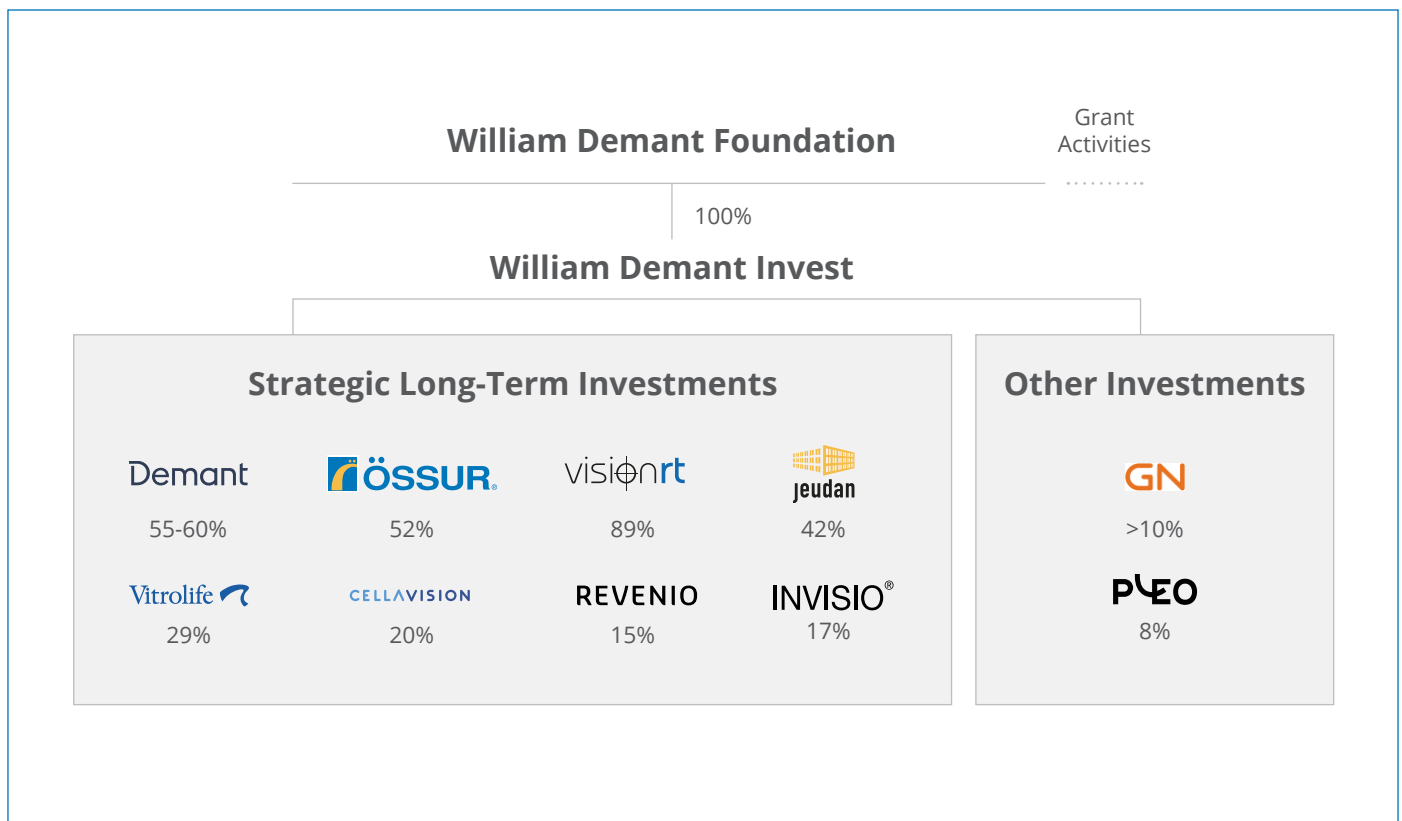 William Demant Foundation
Grant
Activities
100%
William Demant Invest
Strategic Long-Term Investments
Demant
55-60%
ÖSSUR®
52%
visionrt
89%
jeudan
42%
Vitrolife
29%
CELLAVISION
20%
REVENIO
15%
INVISIO®
17%
Other Investments
GN
>10%
PLEO
8%